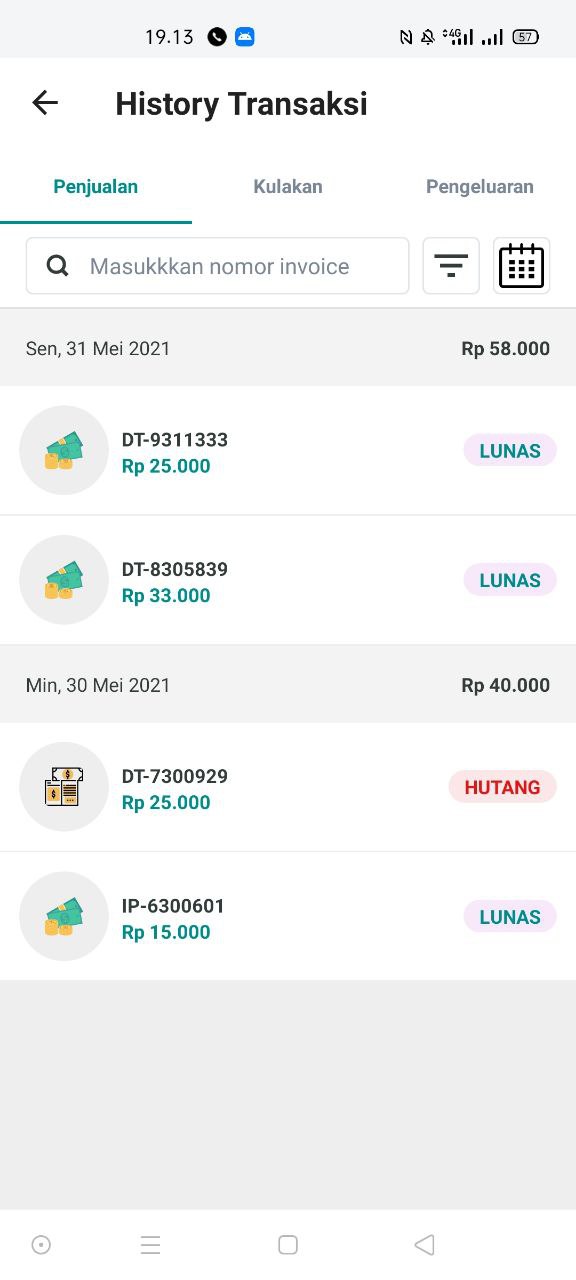 19.13
4G
57
History Transaksi
Penjualan Kulakan Pengeluaran
Masukkkan nomor invoice
Sen, 31 Mei 2021 Rp 58.000
DT-9311333
Rp 25.000
LUNAS
DT-8305839
Rp 33.000
LUNAS
Min, 30 Mei 2021 Rp 40.000
DT-7300929
Rp 25.000
HUTANG
IP-6300601
Rp 15.000
LUNAS